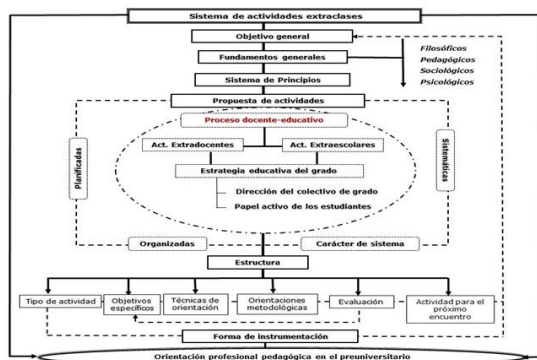 Sistema de actividades extraclases
Objetivo general
Fundamentos generales
Filosóficos
Pedagógicos
Sociológicos
Psicológicos
Sistema de Principios
Propuesta de actividades
Proceso docente-educativo
Act. Extradocentes
Act. Extraescolares
Estrategia educativa del grado
Dirección del colectivo de grado
Papel activo de los estudiantes
Planificadas
Sistemáticas
Organizadas
Carácter de sistema
Estructura
Tipo de actividad
Objetivos
específicos
Técnicas de
orientación
Orientaciones
metodológicas
Evaluación
Actividad para el
próximo
encuentro
Forma de instrumentación
Orientación profesional pedagógica en el preuniversitario